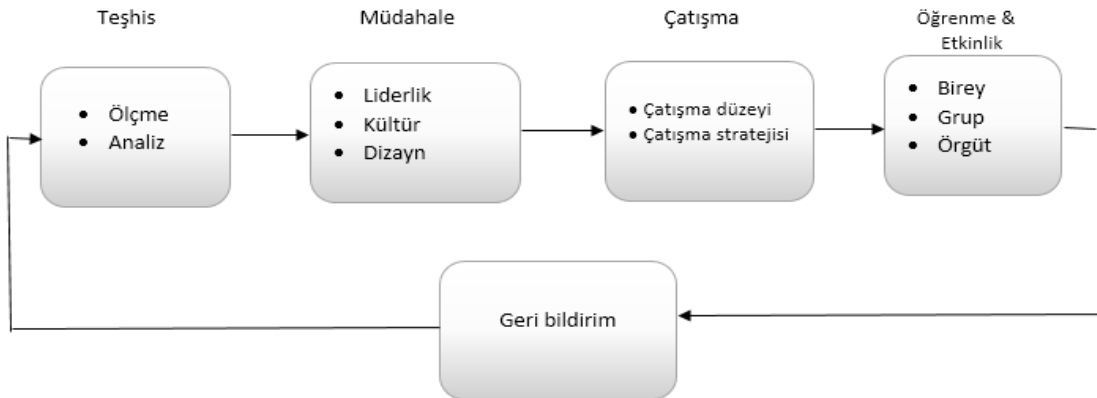 Teşhis
Müdahale
Çatışma
Öğrenme &
Etkinlik
• Ölçme
• Analiz
• Liderlik
• Kültür
• Dizayn
• Çatışma düzeyi
• Çatışma stratejisi
• Birey
• Grup
• Örgüt
Geri bildirim